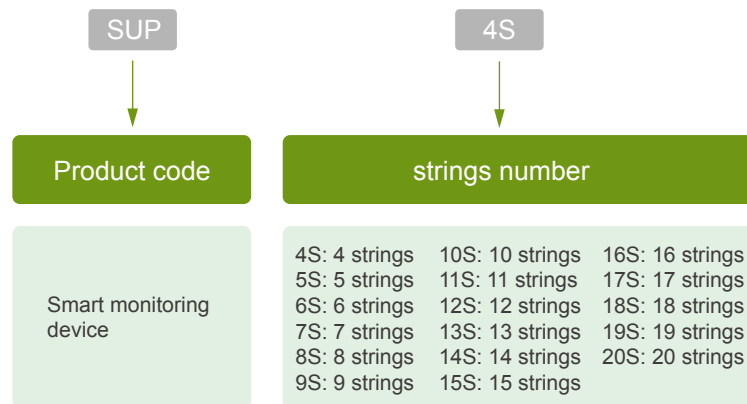 SUP
4S
Product code
strings number
Smart monitoring
device
4S: 4 strings
5S: 5 strings
6S: 6 strings
7S: 7 strings
8S: 8 strings
9S: 9 strings
10S: 10 strings
11S: 11 strings
12S: 12 strings
13S: 13 strings
14S: 14 strings
15S: 15 strings
16S: 16 strings
17S: 17 strings
18S: 18 strings
19S: 19 strings
20S: 20 strings